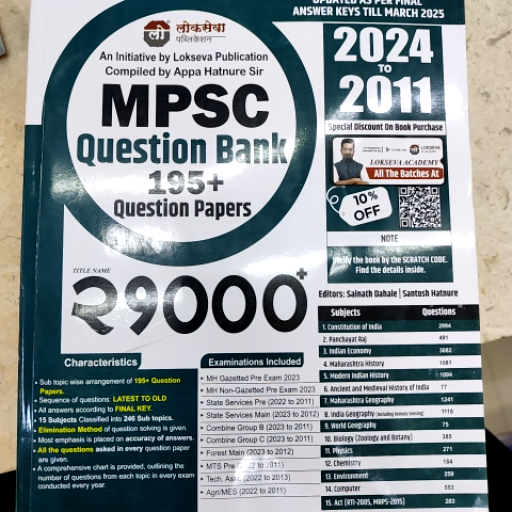 UPDATED AS PER FINAL
ANSWER KEYS TILL MARCH 2025
लोकसेवा
पब्लिकेशन
An Initiative by Lokseva Publication
Compiled by Appa Hatnure Sir
MPSC
Question Bank
195+
Question Papers
2024
TO
2011
Special Discount On Book Purchase
LOKSEVA ACADEMY
All The Batches At
10%
OFF
NOTE
Verify the book by the SCRATCH CODE.
Find the details inside.
TITLE NAME
२9000+
Editors: Sainath Dahale | Santosh Hatnure
Characteristics
• Sub topic wise arrangement of 195+ Question
Papers.
• Sequence of questions: LATEST TO OLD
• All answers according to FINAL KEY.
• 15 Subjects Classified into 246 Sub topics.
• Elimination Method of question solving is given.
• Most emphasis is placed on accuracy of answers.
• All the questions asked in every question paper
are given.
• A comprehensive chart is provided, outlining the
number of questions from each topic in every exam
conducted every year.
Examinations Included
• MH Gazetted Pre Exam 2023
• MH Non-Gazetted Pre Exam 2023
• State Services Pre (2022 to 2011)
• State Services Main (2023 to 2012)
• Combine Group B (2023 to 2011)
• Combine Group C (2023 to 2011)
• Forest Main (2023 to 2012)
• MTS Pre (2022 to 2011)
• Tech. Asst. (2022 to 2013)
• Agri/MES (2022 to 2011)
Subjects Questions
1. Constitution of India 2994
2. Panchayat Raj 491
3. Indian Economy 3682
4. Maharashtra History 1081
5. Modern Indian History 1894
6. Ancient and Medieval History of India 77
7. Maharashtra Geography 1241
8. India Geography (Including Remote Sensing) 1118
9. World Geography 75
10. Biology (Zoology and Botany) 385
11. Physics 271
12. Chemistry 184
13. Environment 259
14. Computer 553
15. Act (RTI-2005, MRPS-2015) 283